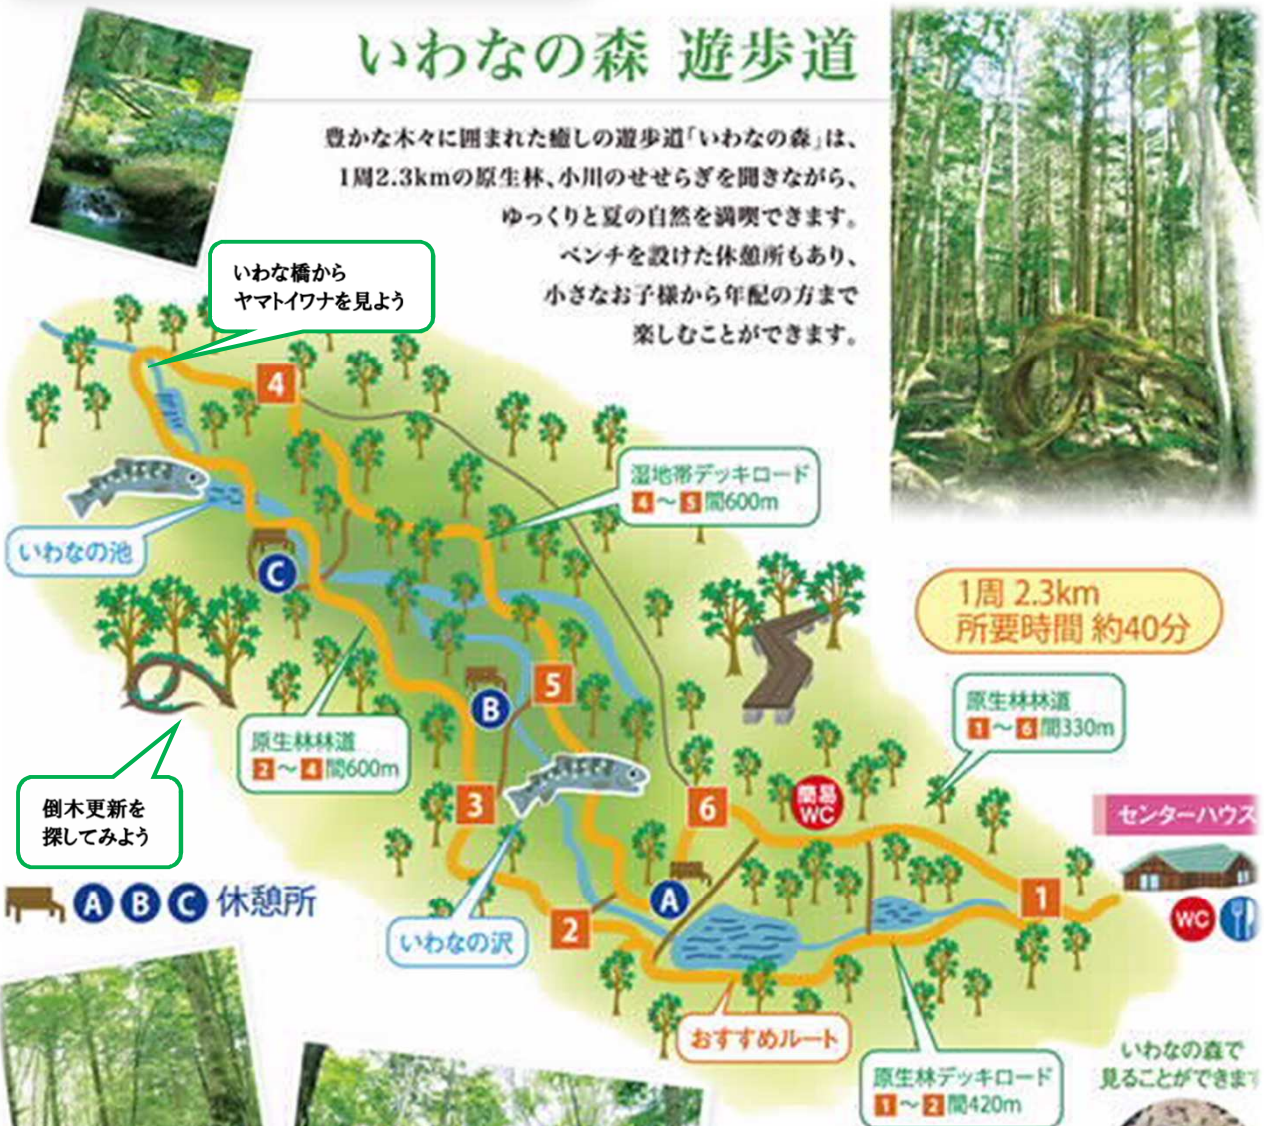 いわなの森 遊歩道
豊かな木々に囲まれた癒しの遊歩道「いわなの森」は、
1周2.3kmの原生林、小川のせせらぎを聞きながら、
ゆっくりと夏の自然を満喫できます。
ベンチを設けた休憩所もあり、
小さなお子様から年配の方まで
楽しむことができます。
いわな橋から
ヤマトイワナを見よう
4
湿地帯デッキロード
4〜5間600m
いわなの池
C
1周 2.3km
所要時間 約40分
5
B
原生林林道
1〜6間330m
原生林林道
2〜4間600m
倒木更新を
探してみよう
3
6
簡易
WC
センターハウス
A B C 休憩所
A
1
WC
2
いわなの沢
おすすめルート
原生林デッキロード
1〜2間420m
いわなの森で
見ることができます